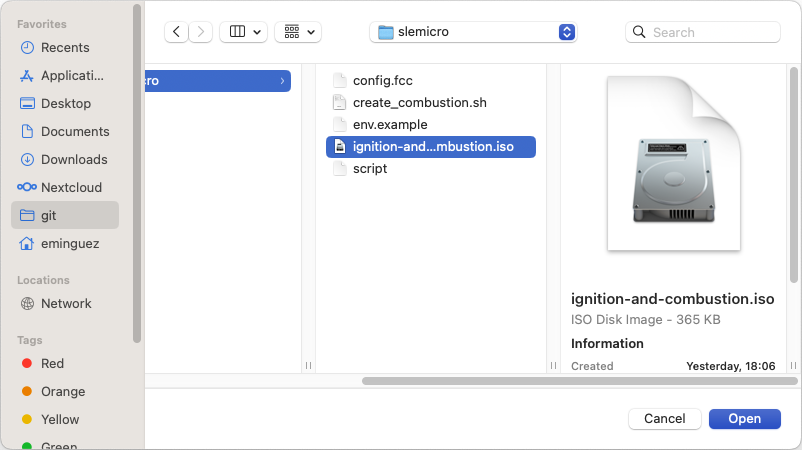 Favorites
Recents
Applicati...
Desktop
Documents
Downloads
Nextcloud
git
eminguez
Locations
Network
Tags
Red
Orange
Yellow
Green
slemicro
Search
cro
config.fcc
create_combustion.sh
env.example
ignition-and...mbustion.iso
script
ignition-and-combustion.iso
ISO Disk Image - 365 KB
Information
Created Yesterday, 18:06
Cancel Open